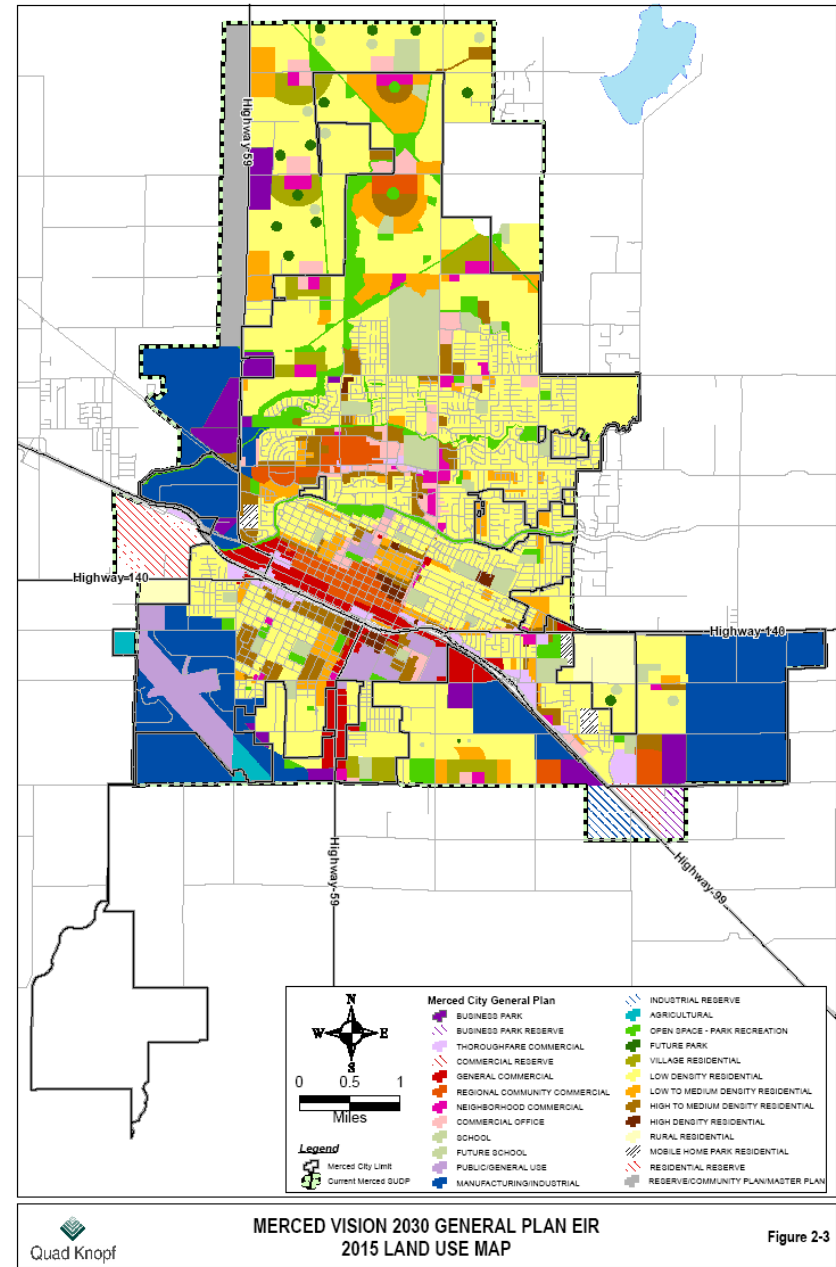 Highway-59
Highway-140
Highway-140
Highway-59
Highway-99
N
W E
S
0 0.5 1
Miles
Legend
Merced City Limit
Current Merced SUDP
Merced City General Plan
BUSINESS PARK
BUSINESS PARK RESERVE
THOROUGHFARE COMMERCIAL
COMMERCIAL RESERVE
GENERAL COMMERCIAL
REGIONAL COMMUNITY COMMERCIAL
NEIGHBORHOOD COMMERCIAL
COMMERCIAL OFFICE
SCHOOL
FUTURE SCHOOL
PUBLIC/GENERAL USE
MANUFACTURING/INDUSTRIAL
INDUSTRIAL RESERVE
AGRICULTURAL
OPEN SPACE - PARK RECREATION
FUTURE PARK
VILLAGE RESIDENTIAL
LOW DENSITY RESIDENTIAL
LOW TO MEDIUM DENSITY RESIDENTIAL
HIGH TO MEDIUM DENSITY RESIDENTIAL
HIGH DENSITY RESIDENTIAL
RURAL RESIDENTIAL
MOBILE HOME PARK RESIDENTIAL
RESIDENTIAL RESERVE
RESERVE/COMMUNITY PLAN/MASTER PLAN
Quad Knopf
MERCED VISION 2030 GENERAL PLAN EIR
2015 LAND USE MAP
Figure 2-3